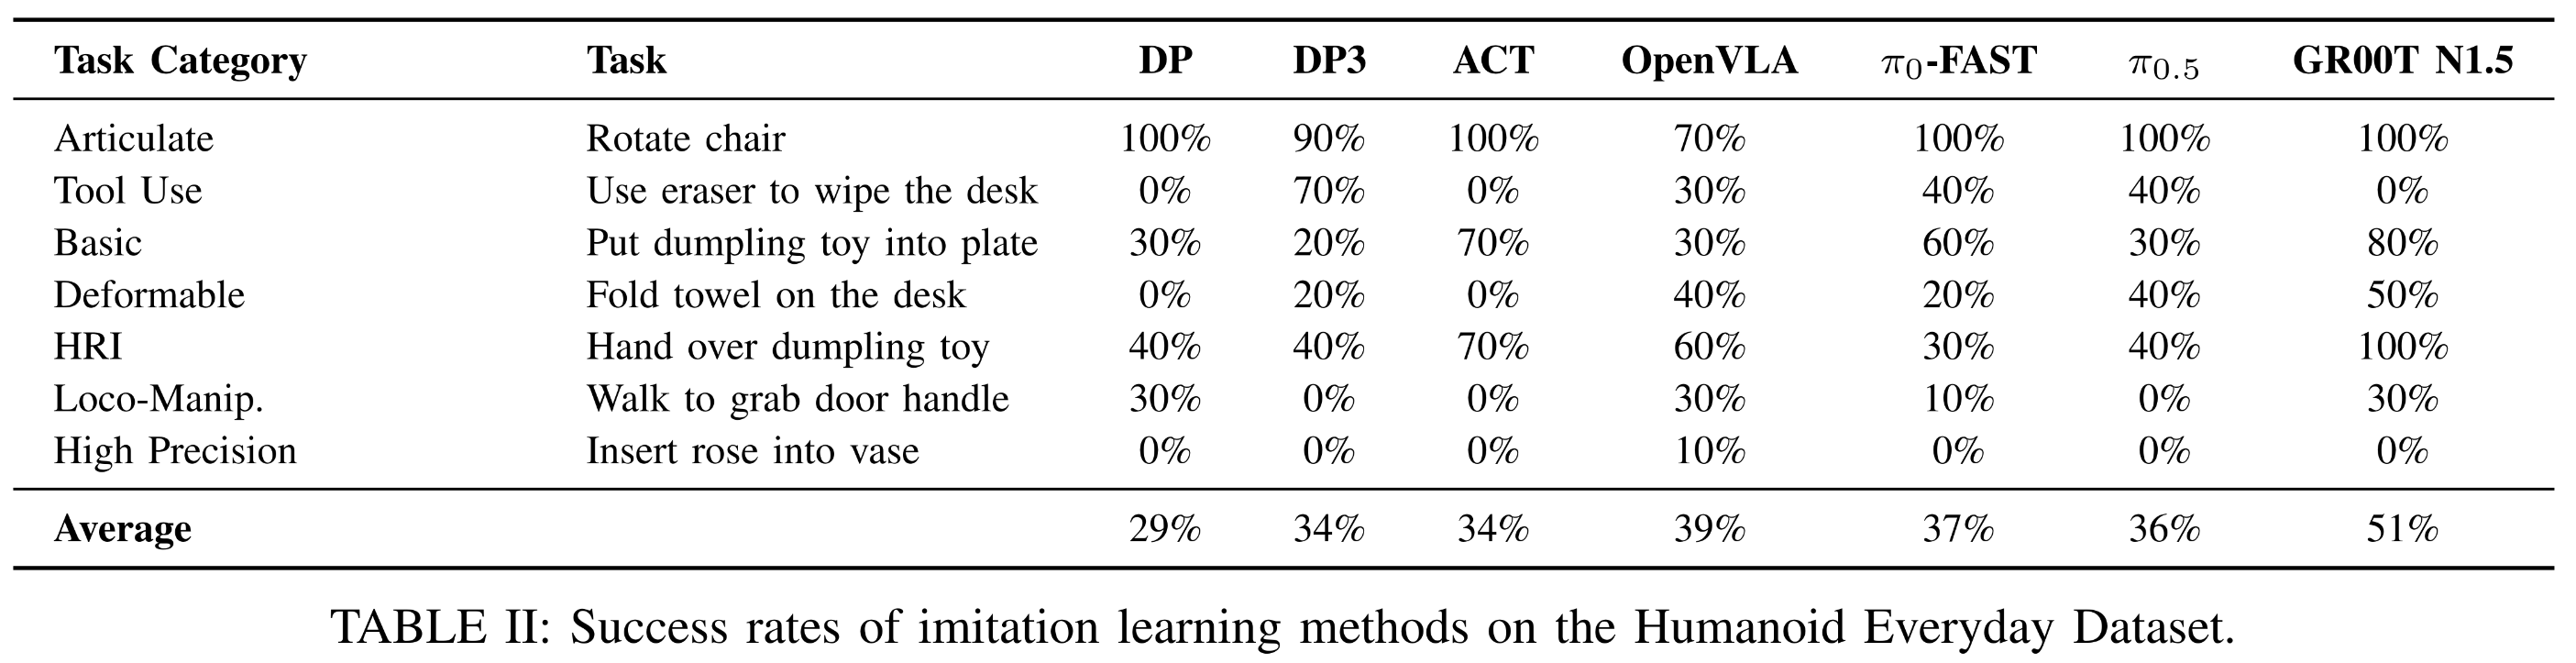 Task Category Task DP DP3 ACT OpenVLA π₀-FAST π₀.₅ GR00T N1.5
Articulate Rotate chair 100% 90% 100% 70% 100% 100% 100%
Tool Use Use eraser to wipe the desk 0% 70% 0% 30% 40% 40% 0%
Basic Put dumpling toy into plate 30% 20% 70% 30% 60% 30% 80%
Deformable Fold towel on the desk 0% 20% 0% 40% 20% 40% 50%
HRI Hand over dumpling toy 40% 40% 70% 60% 30% 40% 100%
Loco-Manip. Walk to grab door handle 30% 0% 0% 30% 10% 0% 30%
High Precision Insert rose into vase 0% 0% 0% 10% 0% 0% 0%
Average 29% 34% 34% 39% 37% 36% 51%
TABLE II: Success rates of imitation learning methods on the Humanoid Everyday Dataset.